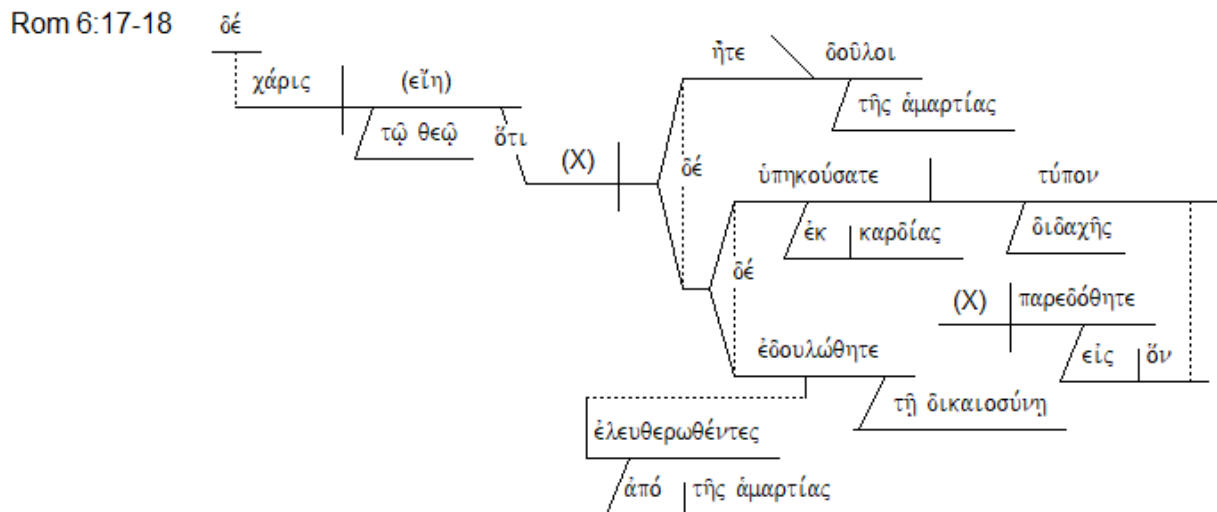 Rom 6:17-18 δέ
ἦτε δοῦλοι
χάρις (εἴη)
τῆς ἁμαρτίας
τῷ θεῷ ὅτι
(X) δέ
ὑπηκούσατε τύπον
ἐκ καρδίας διδαχῆς
δέ
(X) παρεδόθητε
ἐδουλώθητε εἰς ὅν
τῇ δικαιοσύνῃ
ἐλευθερωθέντες
ἀπό τῆς ἁμαρτίας